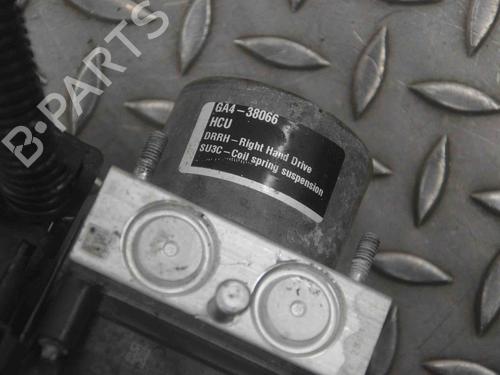 GA4-38066
HCU
DRRH-Right Hand Drive
SU3C-Coil spring suspension
B-PARTS